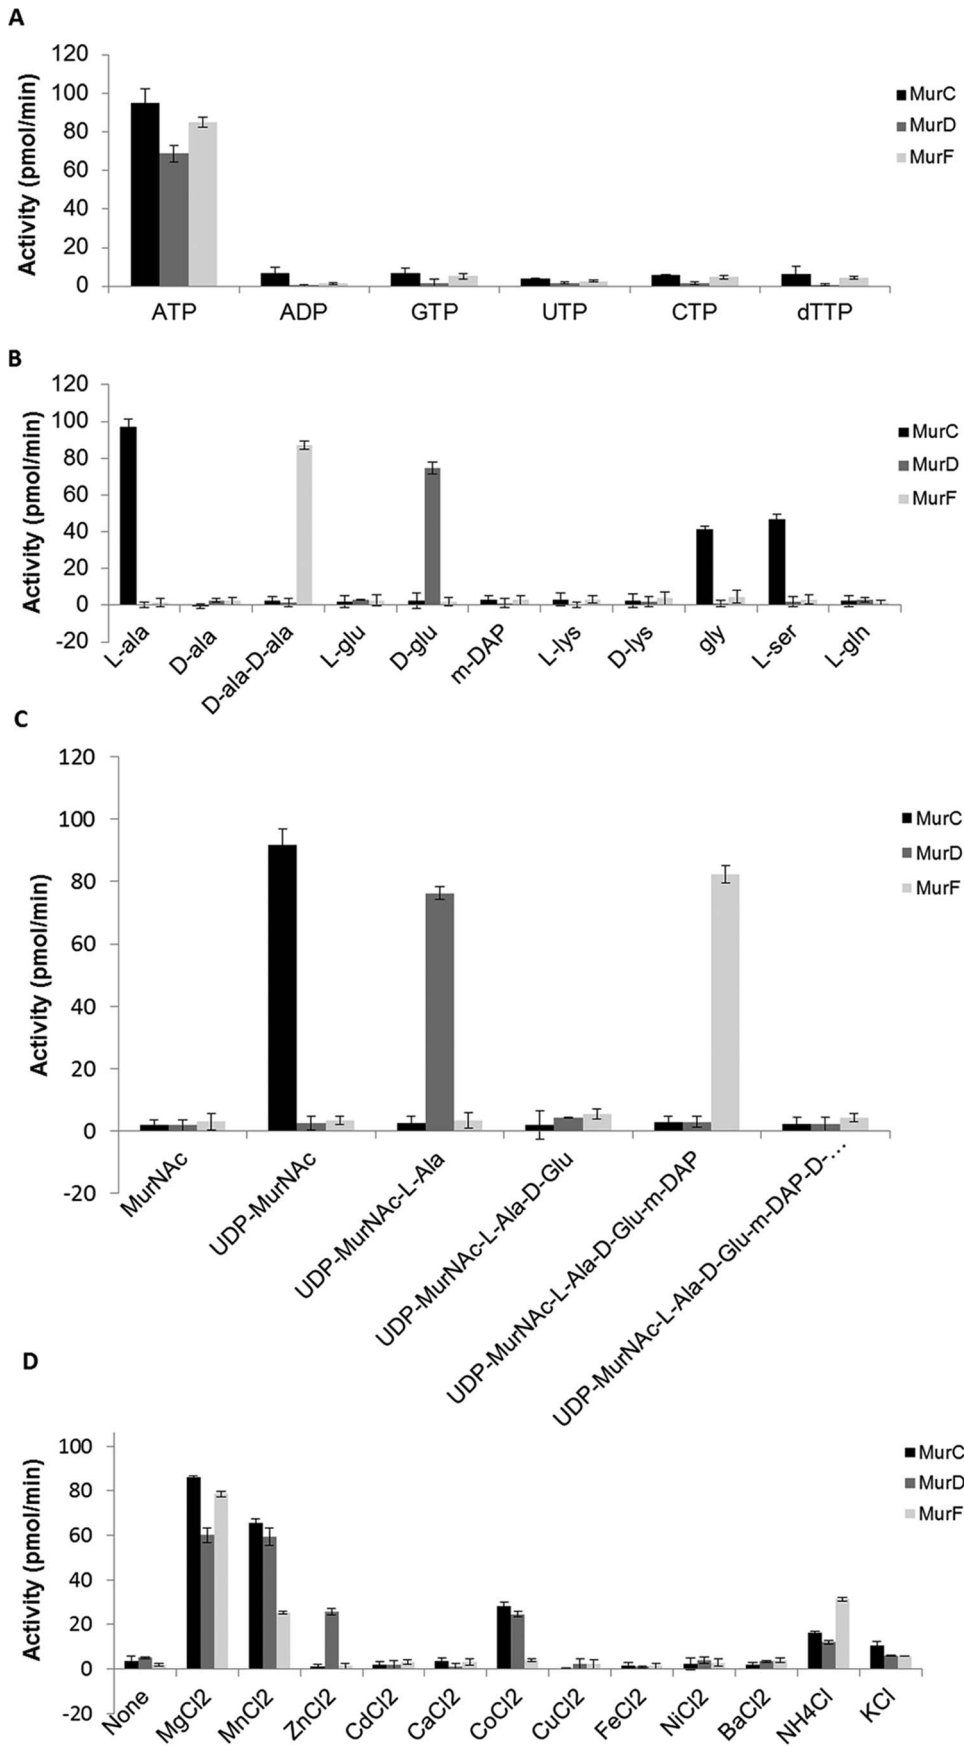 A
Activity (pmol/min)
120
100
80
60
40
20
0
ATP ADP GTP UTP CTP dTTP
MurC
MurD
MurF
B
Activity (pmol/min)
120
100
80
60
40
20
0
-20
L-ala D-ala D-ala-D-ala L-glu D-glu m-DAP L-lys D-lys gly L-ser L-gln
MurC
MurD
MurF
C
Activity (pmol/min)
120
100
80
60
40
20
0
-20
MurNAc
UDP-MurNAc
UDP-MurNAc-L-Ala
UDP-MurNAc-L-Ala-D-Glu
UDP-MurNAc-L-Ala-D-Glu-m-DAP
UDP-MurNAc-L-Ala-D-Glu-m-DAP-D-...
MurC
MurD
MurF
D
Activity (pmol/min)
100
80
60
40
20
0
-20
None MgCl2 MnCl2 ZnCl2 CdCl2 CaCl2 CoCl2 CuCl2 FeCl2 NiCl2 BaCl2 NH4Cl KCl
MurC
MurD
MurF